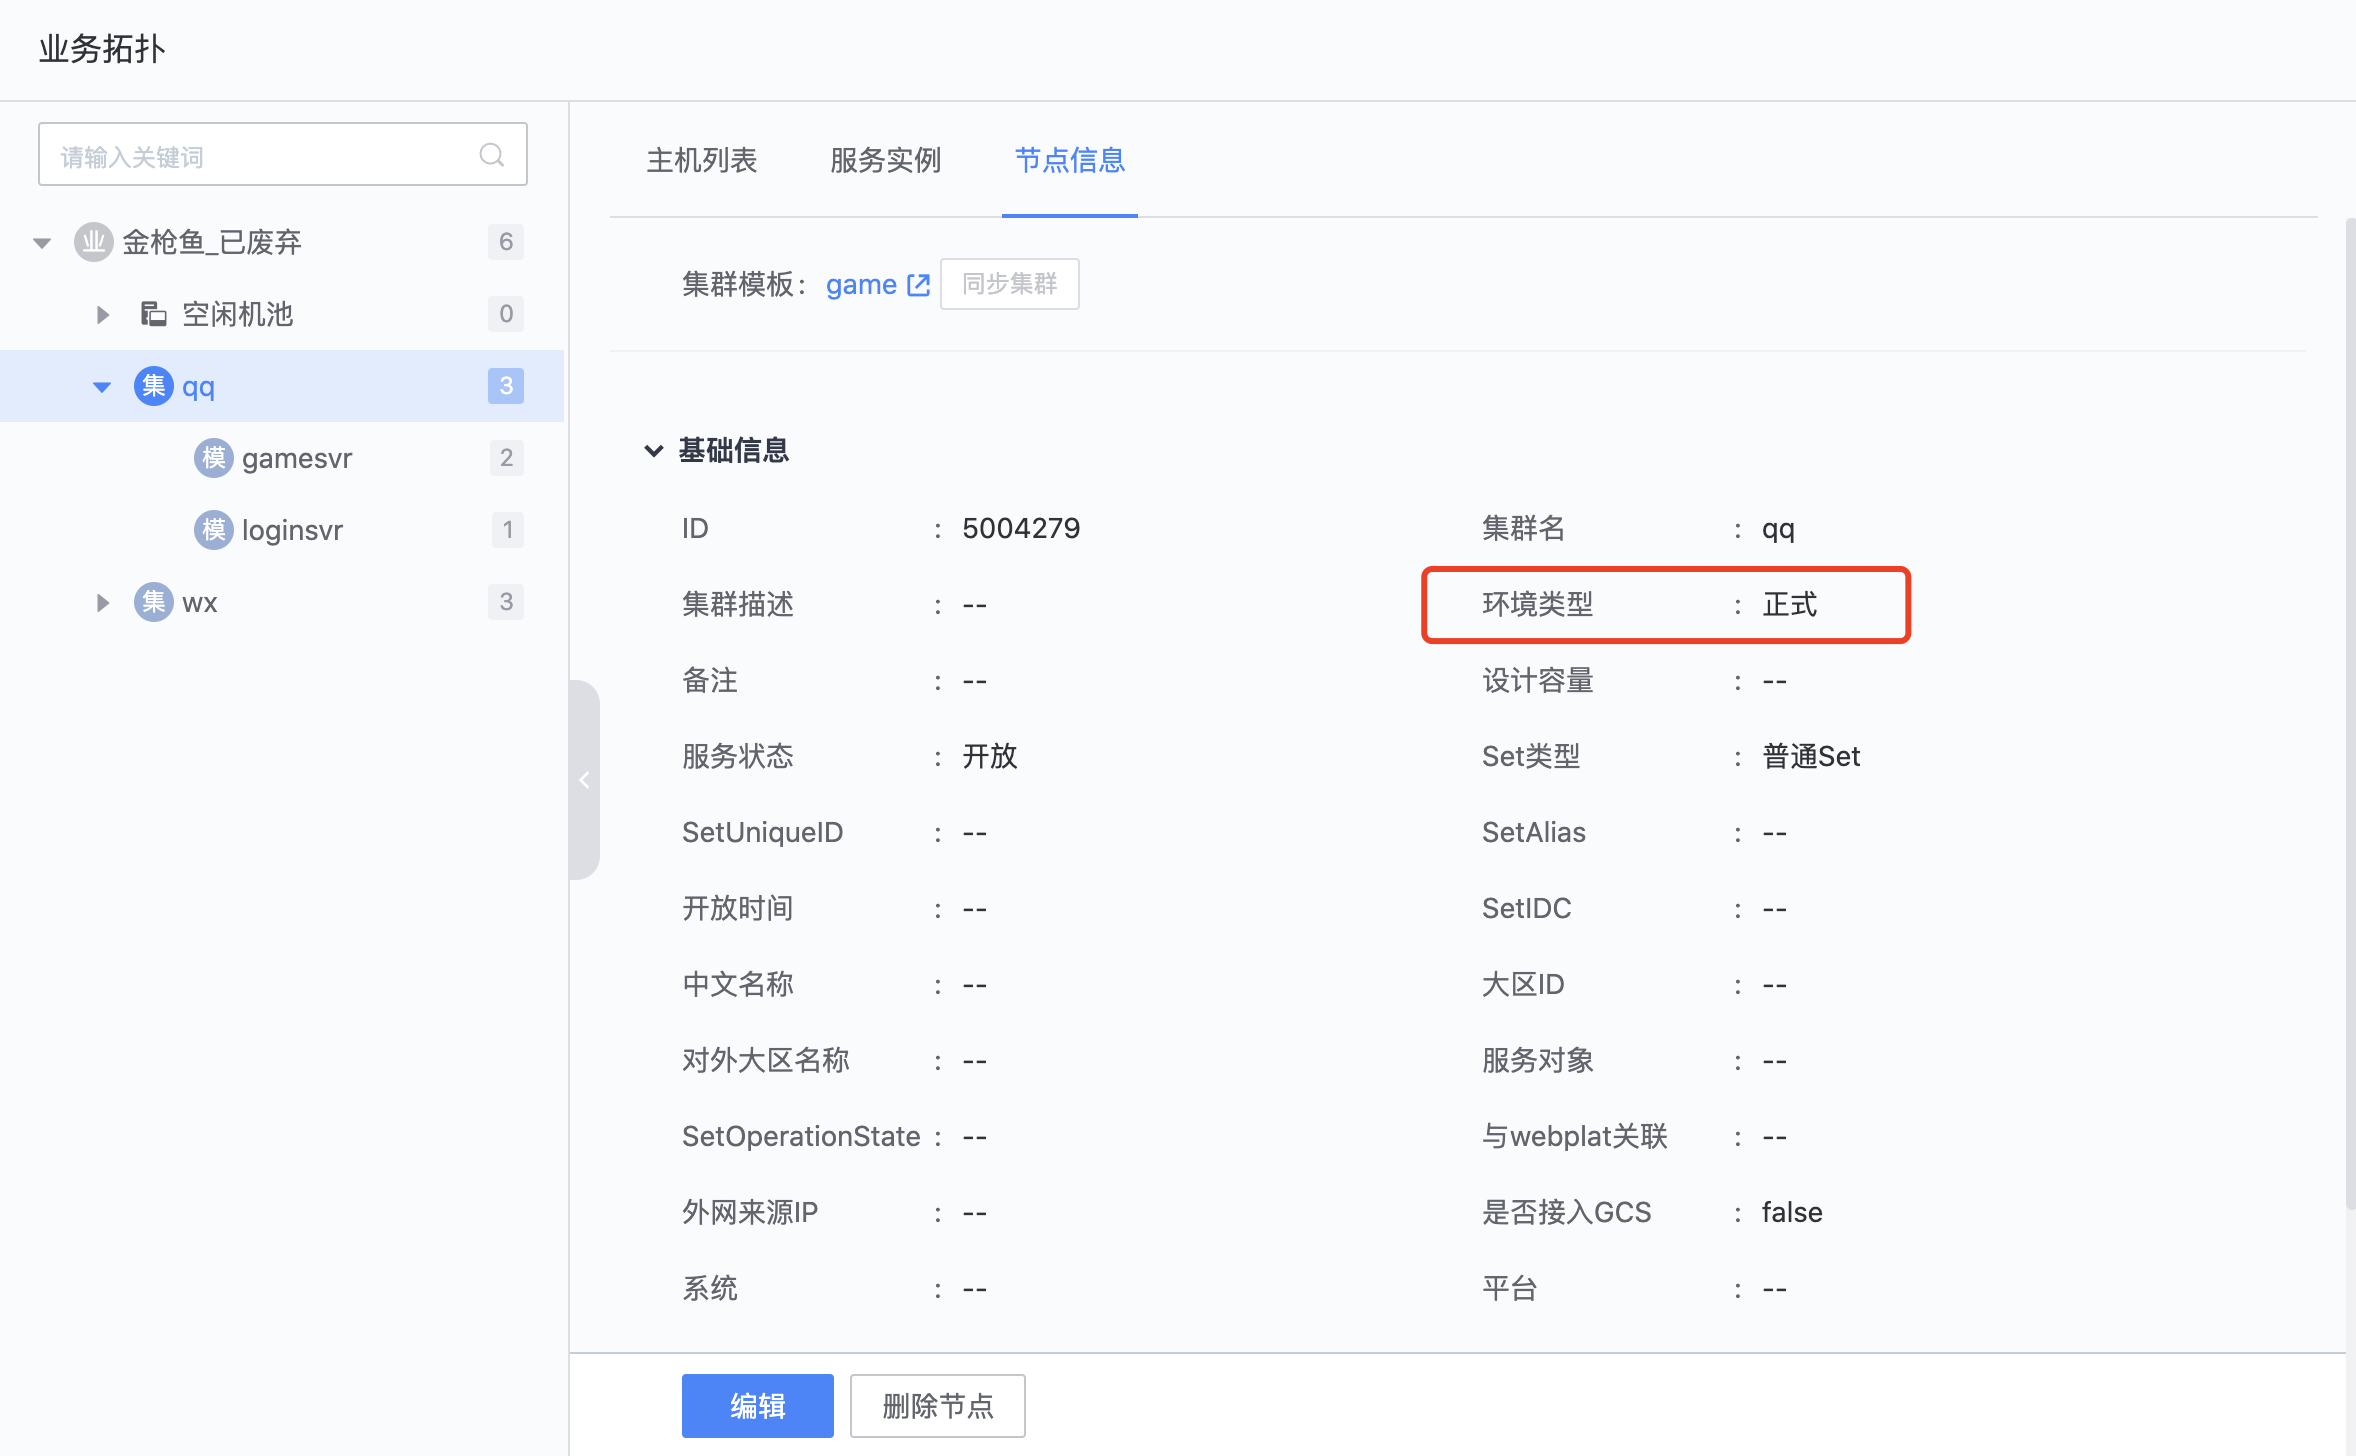 业务拓扑
请输入关键词
业 金枪鱼_已废弃 6
空闲机池 0
集 qq 3
模 gamesvr 2
模 loginsvr 1
集 wx 3
主机列表 服务实例 节点信息
集群模板： game 同步集群
基础信息
ID : 5004279 集群名 : qq
集群描述 : -- 环境类型 : 正式
备注 : -- 设计容量 : --
服务状态 : 开放 Set类型 : 普通Set
SetUniqueID : -- SetAlias : --
开放时间 : -- SetIDC : --
中文名称 : -- 大区ID : --
对外大区名称 : -- 服务对象 : --
SetOperationState : -- 与webplat关联 : --
外网来源IP : -- 是否接入GCS : false
系统 : -- 平台 : --
编辑 删除节点